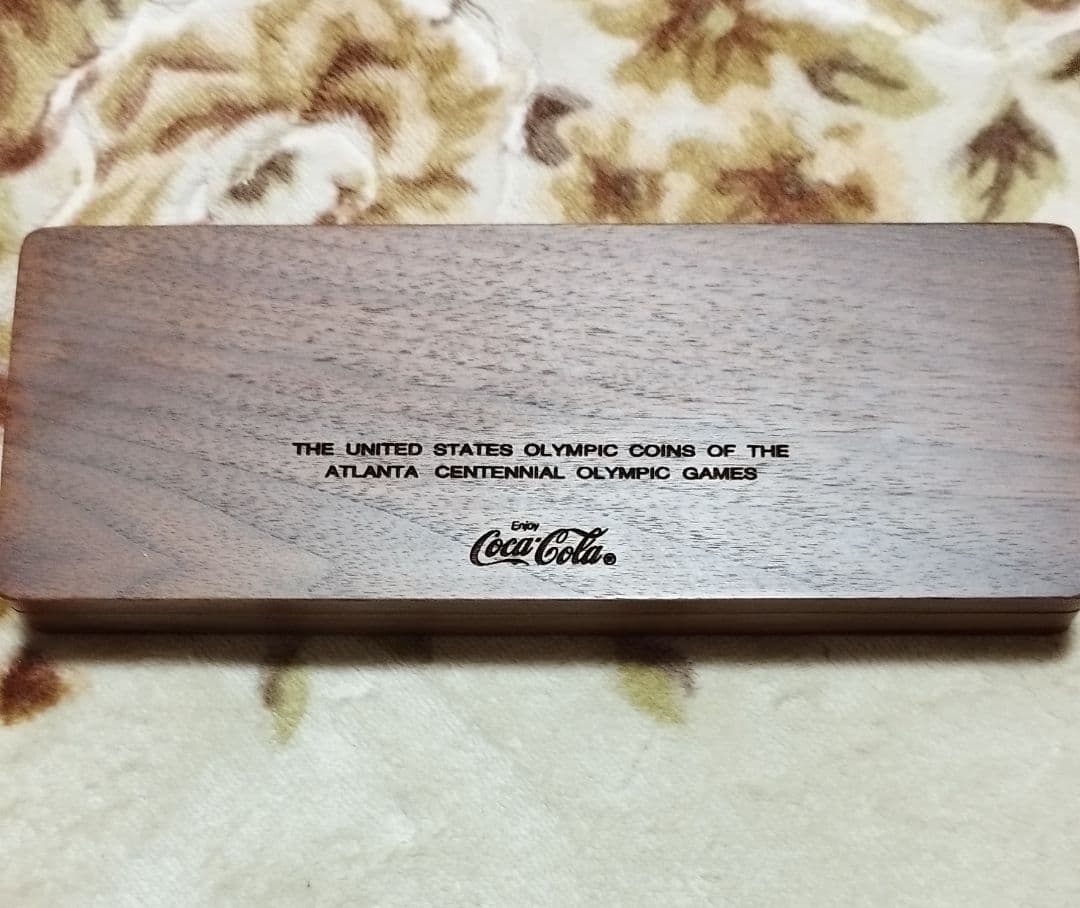 THE UNITED STATES OLYMPIC COINS OF THE
ATLANTA CENTENNIAL OLYMPIC GAMES
Enjoy
Coca-Cola®